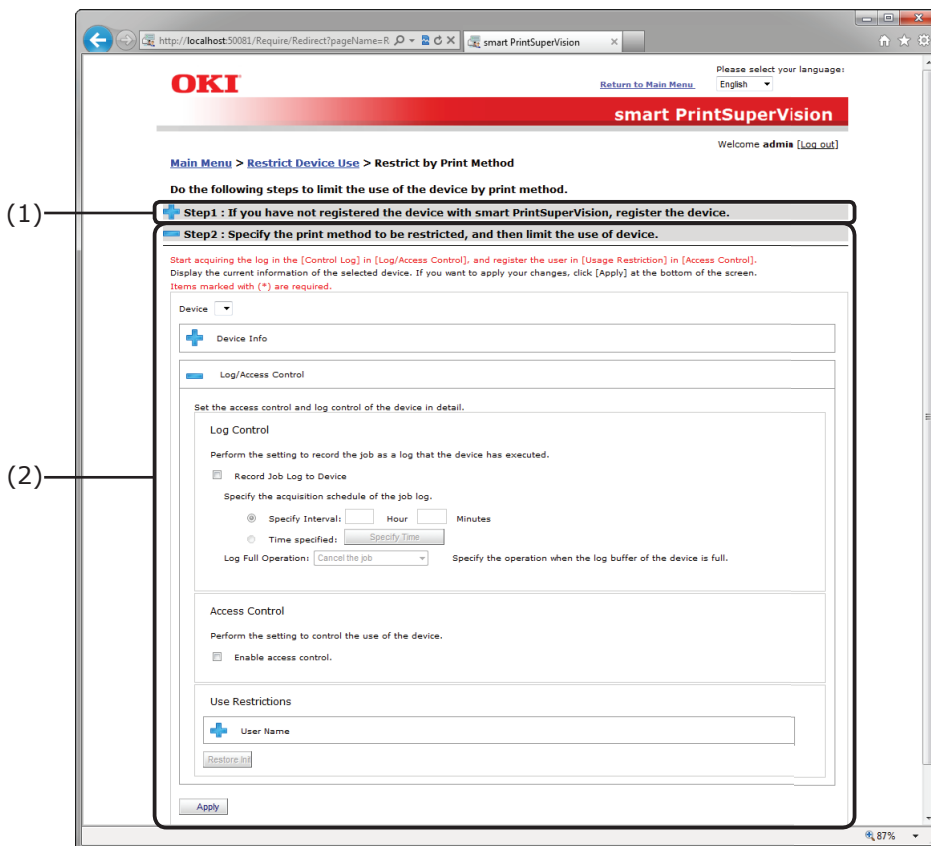 http://localhost:50081/Require/Redirect?pageName=R
smart PrintSuperVision
OKI
Return to Main Menu
Please select your language:
English
smart PrintSuperVision
Welcome admin [Log out]
Main Menu > Restrict Device Use > Restrict by Print Method
Do the following steps to limit the use of the device by print method.
(1)
Step1 : If you have not registered the device with smart PrintSuperVision, register the device.
Step2 : Specify the print method to be restricted, and then limit the use of device.
Start acquiring the log in the [Control Log] in [Log/Access Control], and register the user in [Usage Restriction] in [Access Control].
Display the current information of the selected device. If you want to apply your changes, click [Apply] at the bottom of the screen.
Items marked with (*) are required.
Device
Device Info
Log/Access Control
Set the access control and log control of the device in detail.
Log Control
Perform the setting to record the job as a log that the device has executed.
(2)
Record Job Log to Device
Specify the acquisition schedule of the job log.
Specify Interval: Hour Minutes
Time specified: Specify Time
Log Full Operation: Cancel the job Specify the operation when the log buffer of the device is full.
Access Control
Perform the setting to control the use of the device.
Enable access control.
Use Restrictions
User Name
Restore Init
Apply
87%